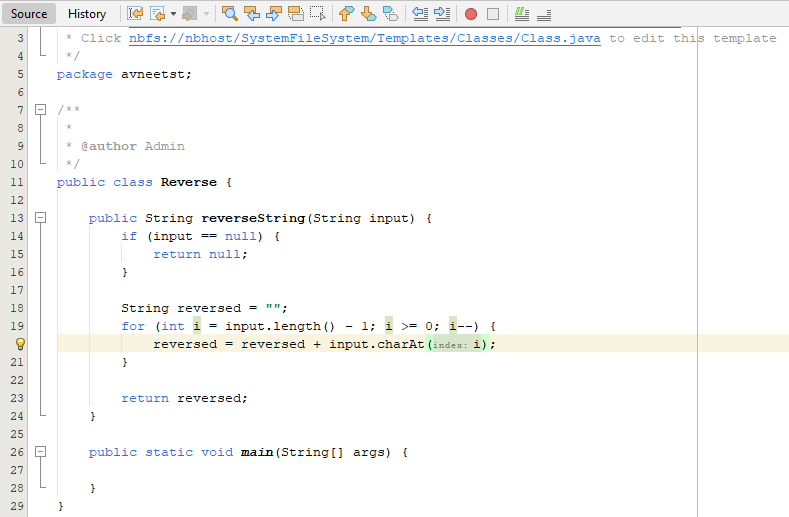 Source History
3 * Click nbfs://nbhost/SystemFileSystem/Templates/Classes/Class.java to edit this template
4 */
5 package avneetst;
6
7 /**
8 *
9 * @author Admin
10 */
11 public class Reverse {
12
13 public String reverseString(String input) {
14 if (input == null) {
15 return null;
16 }
17
18 String reversed = "";
19 for (int i = input.length() - 1; i >= 0; i--) {
reversed = reversed + input.charAt(index: i);
21 }
22
23 return reversed;
24 }
25
26 public static void main(String[] args) {
27
28 }
29 }